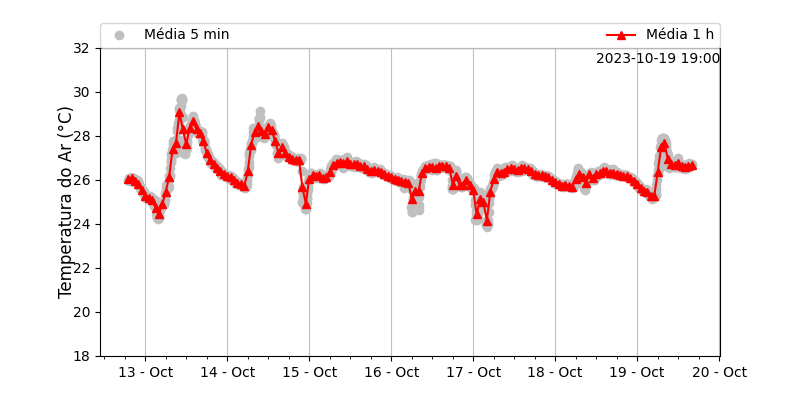 Média 5 min
Média 1 h
2023-10-19 19:00
Temperatura do Ar (°C)
32
30
28
26
24
22
20
18
13 - Oct
14 - Oct
15 - Oct
16 - Oct
17 - Oct
18 - Oct
19 - Oct
20 - Oct